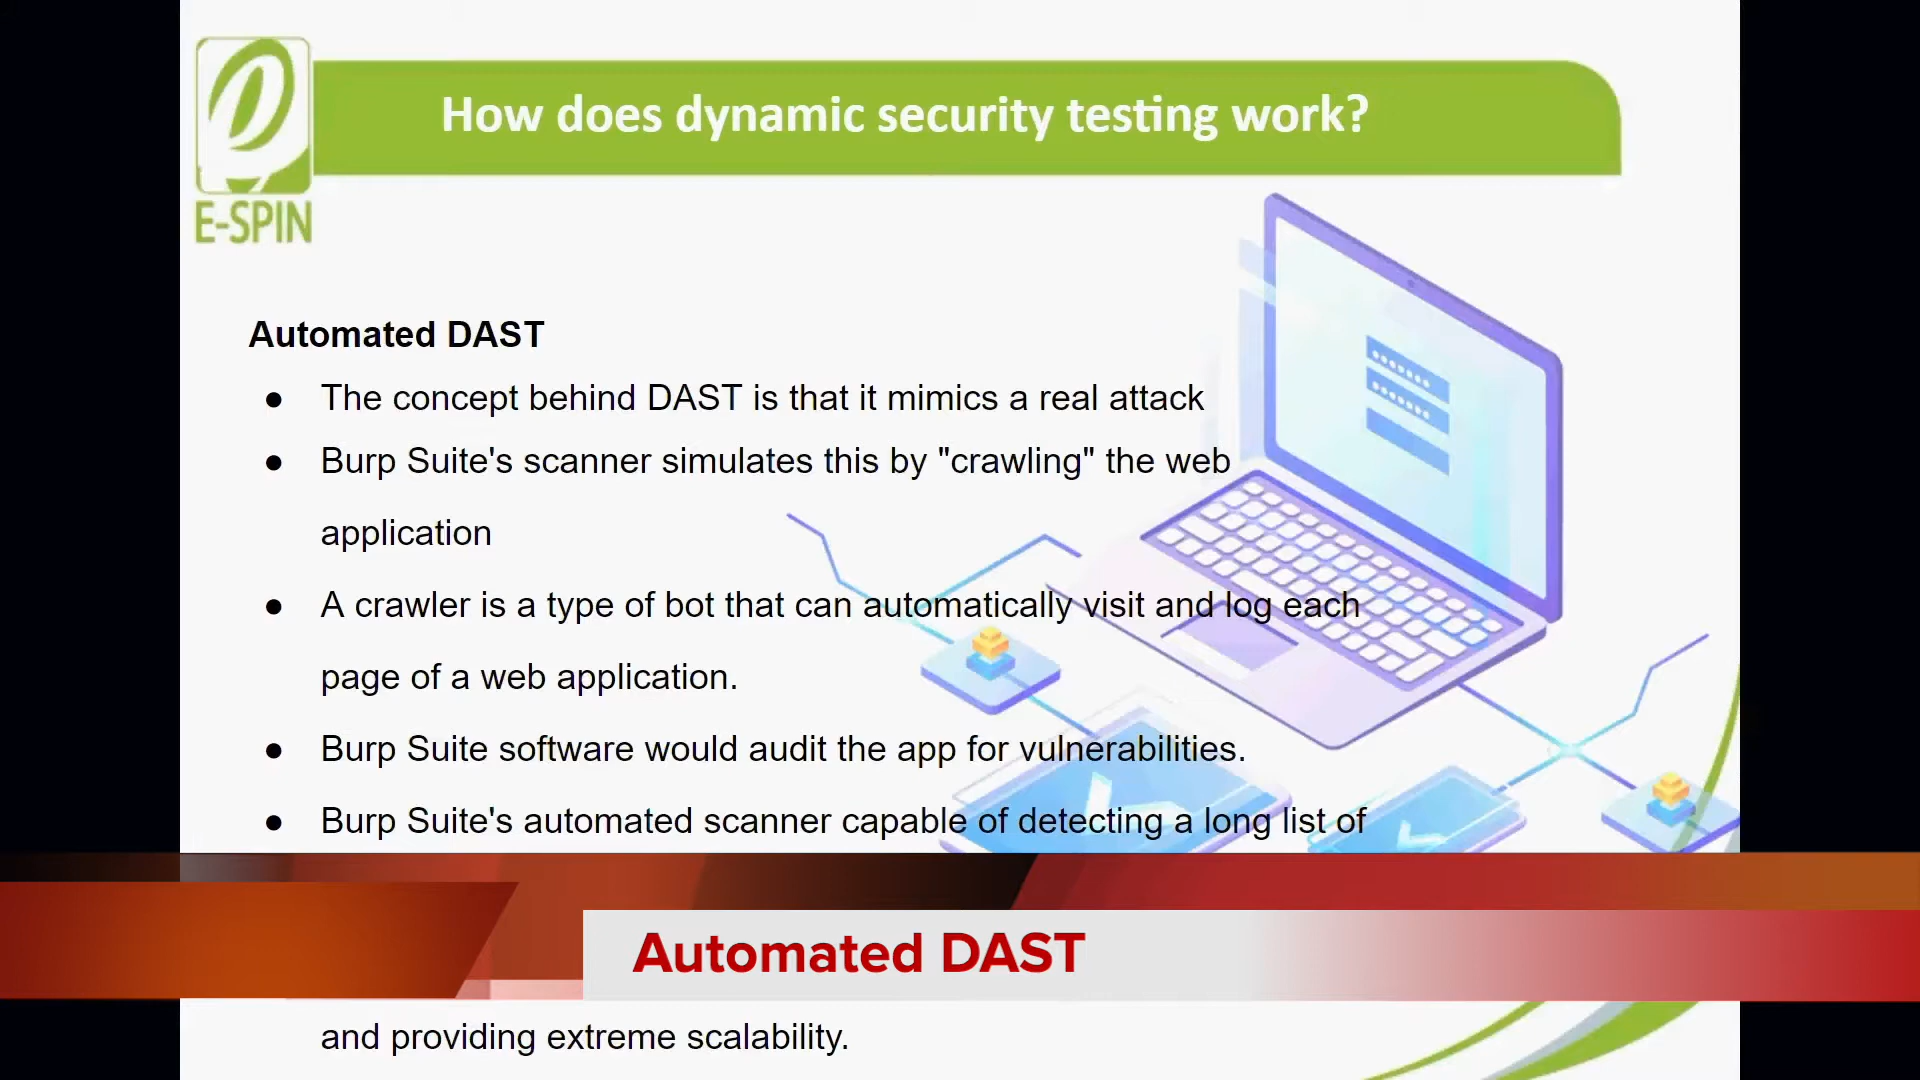 How does dynamic security testing work?
E-SPIN
Automated DAST
● The concept behind DAST is that it mimics a real attack
● Burp Suite's scanner simulates this by "crawling" the web
application
● A crawler is a type of bot that can automatically visit and log each
page of a web application.
● Burp Suite software would audit the app for vulnerabilities.
● Burp Suite's automated scanner capable of detecting a long list of
Automated DAST
and providing extreme scalability.